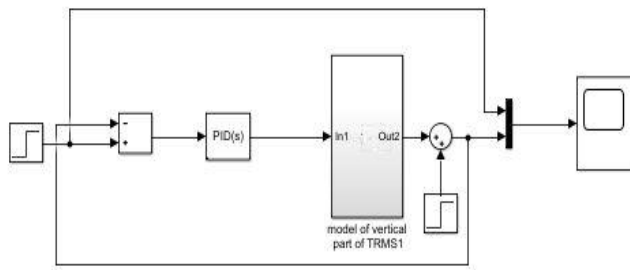 -
+
PID(s)
In1
Out2
+
+
model of vertical
part of TRMS1